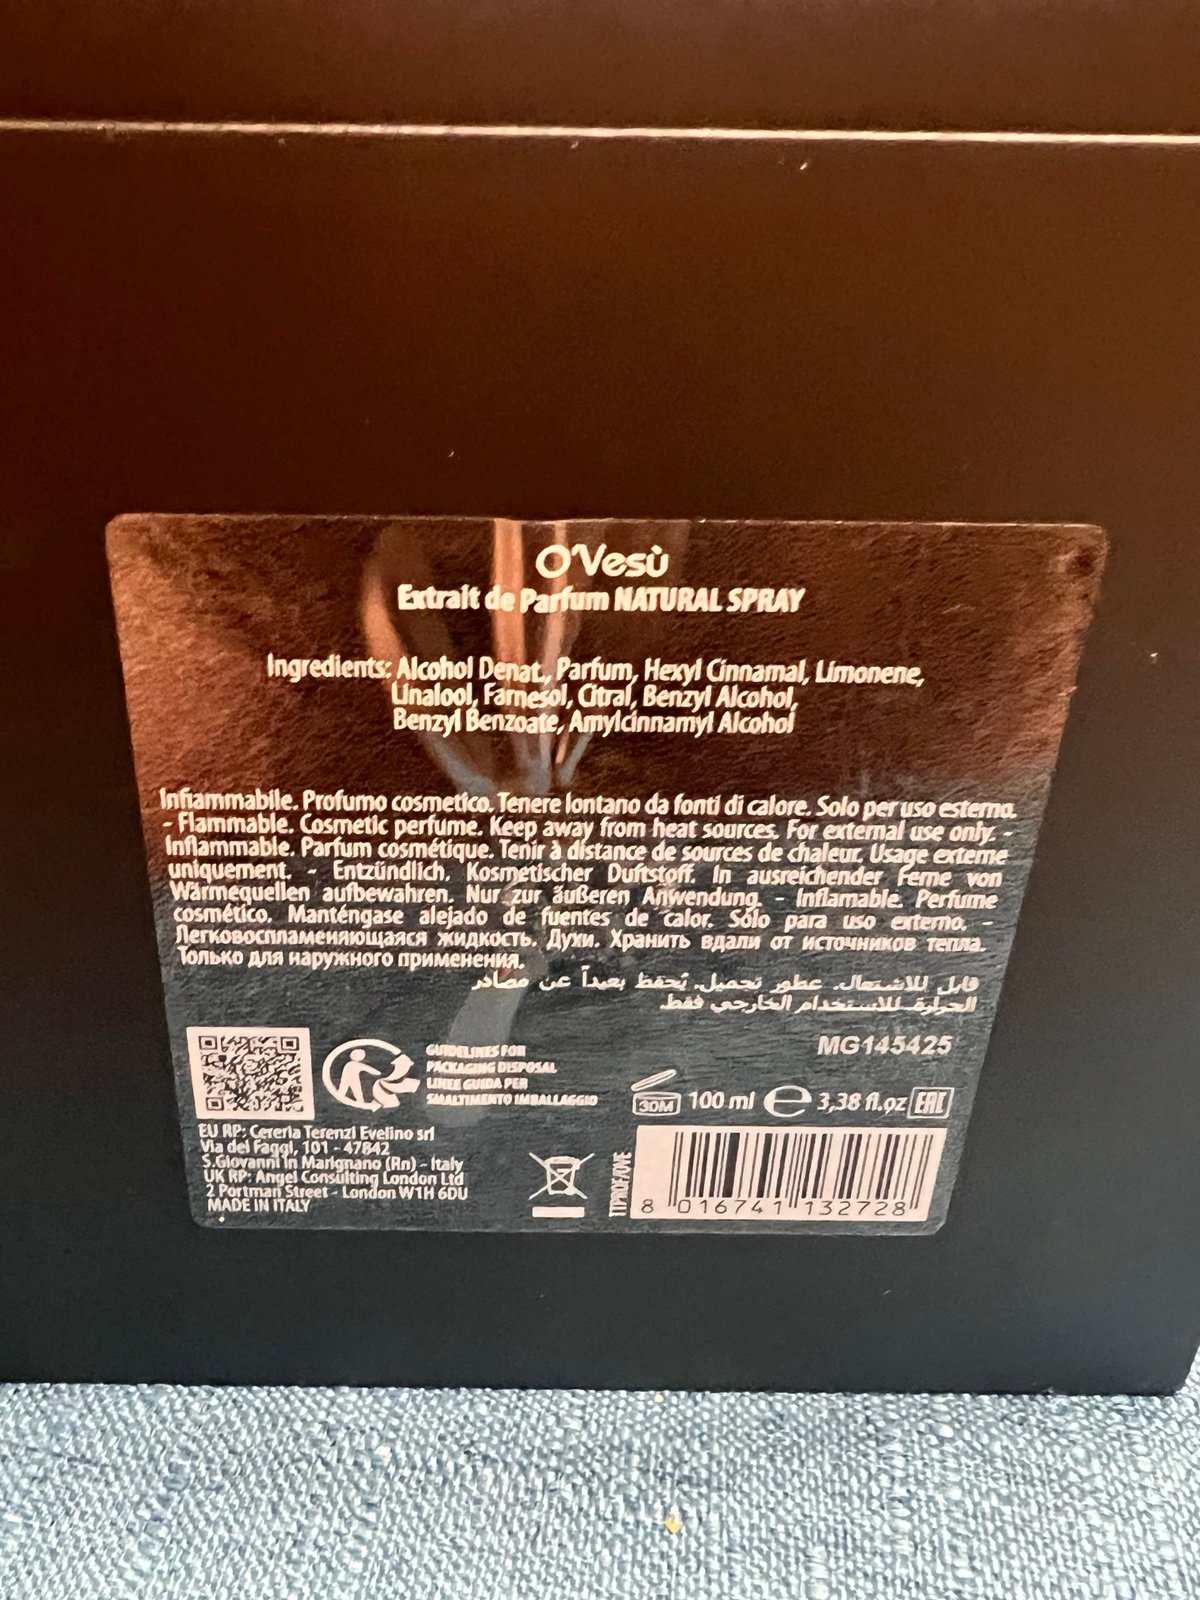 O'Vesù
Extrait de Parfum NATURAL SPRAY
Ingredients: Alcohol Denat., Parfum, Hexyl Cinnamal, Limonene,
Linalool, Farnesol, Citral, Benzyl Alcohol,
Benzyl Benzoate, Amylcinnamyl Alcohol
Infiammabile. Profumo cosmetico. Tenere lontano da fonti di calore. Solo per uso esterno.
- Flammable. Cosmetic perfume. Keep away from heat sources. For external use only. -
Inflammable. Parfum cosmétique. Tenir à distance de sources de chaleur. Usage externe
uniquement. - Entzündlich. Kosmetischer Duftstoff. In ausreichender Ferne von
Wärmequellen aufbewahren. Nur zur äußeren Anwendung. - Inflamable. Perfume
cosmético. Manténgase alejado de fuentes de calor. Sólo para uso externo. -
Легковоспламеняющаяся жидкость. Духи. Хранить вдали от источников тепла.
Только для наружного применения.
قابل للاشتعال. عطور تجميل. يُحفظ بعيداً عن مصادر
الحرارة. للاستخدام الخارجي فقط.
MG145425
GUIDELINES FOR
PACKAGING DISPOSAL
LINEE GUIDA PER
SMALTIMENTO IMBALLAGGIO
30M 100 ml e 3,38 fl.oz EAC
EU RP: Cereria Terenzi Evelino srl
Via dei Faggi, 101 - 47842
S.Giovanni in Marignano (Rn) - Italy
UK RP: Angel Consulting London Ltd
2 Portman Street - London W1H 6DU
MADE IN ITALY
TTPROF/OVE
8 016741 132728